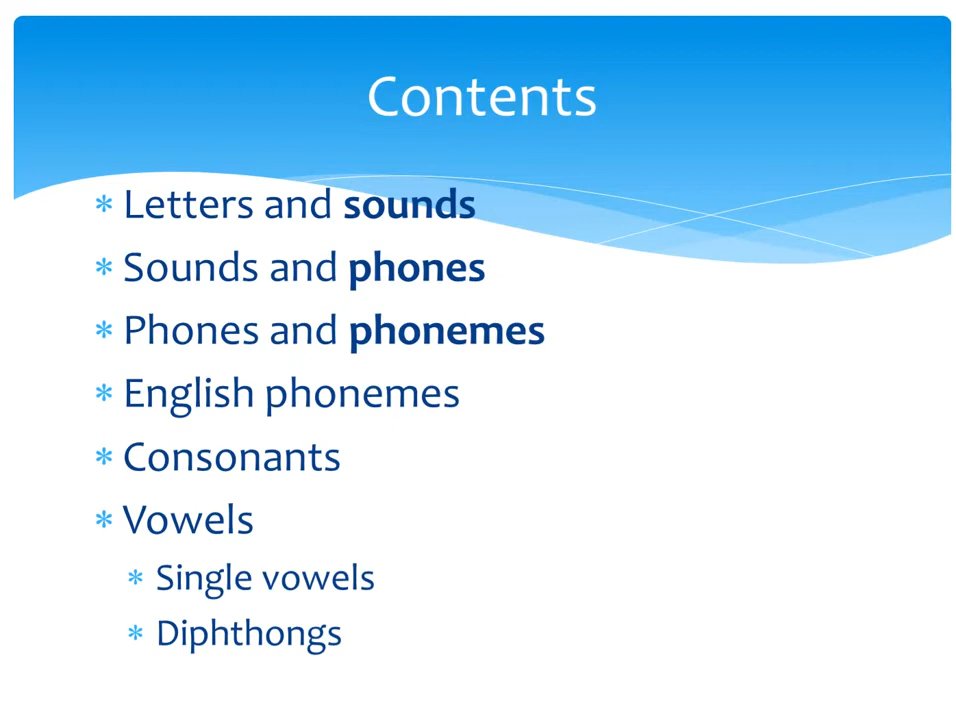 Contents
* Letters and sounds
* Sounds and phones
* Phones and phonemes
* English phonemes
* Consonants
* Vowels
* Single vowels
* Diphthongs